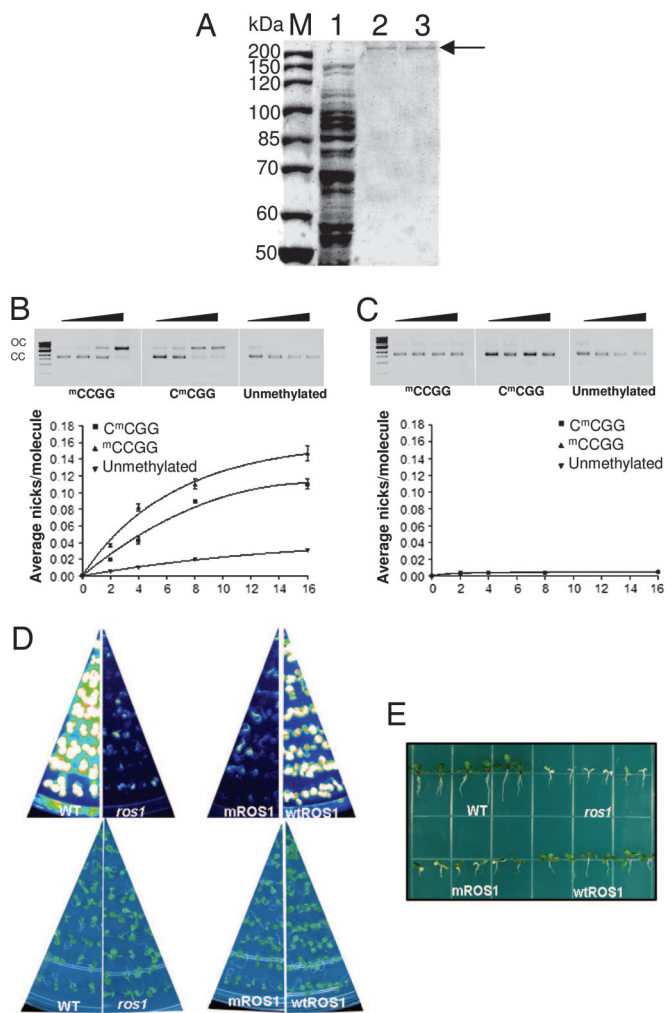 A
kDa M 1 2 3
200
150
120
100
85
70
60
50
B
OC
CC
ᵐCCGG CᵐCGG Unmethylated
0.18
0.16
0.14
0.12
0.10
0.08
0.06
0.04
0.02
0.00
Average nicks/molecule
CᵐCGG
ᵐCCGG
Unmethylated
0 2 4 6 8 10 12 14 16
C
ᵐCCGG CᵐCGG Unmethylated
0.18
0.16
0.14
0.12
0.10
0.08
0.06
0.04
0.02
0.00
Average nicks/molecule
CᵐCGG
ᵐCCGG
Unmethylated
0 2 4 6 8 10 12 14 16
D
WT ros1 mROS1 wtROS1
WT ros1 mROS1 wtROS1
E
WT ros1
mROS1 wtROS1